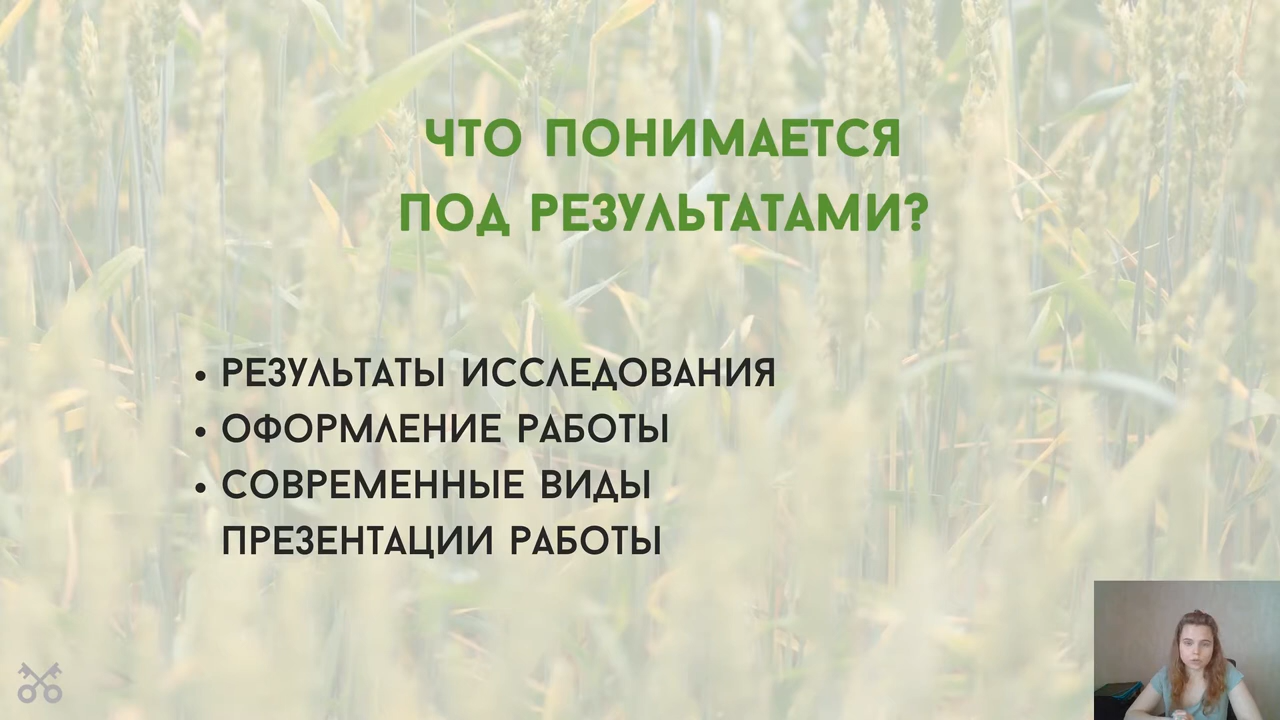 ЧТО ПОНИМАЕТСЯ
ПОД РЕЗУЛЬТАТАМИ?
• РЕЗУЛЬТАТЫ ИССЛЕДОВАНИЯ
• ОФОРМЛЕНИЕ РАБОТЫ
• СОВРЕМЕННЫЕ ВИДЫ
ПРЕЗЕНТАЦИИ РАБОТЫ